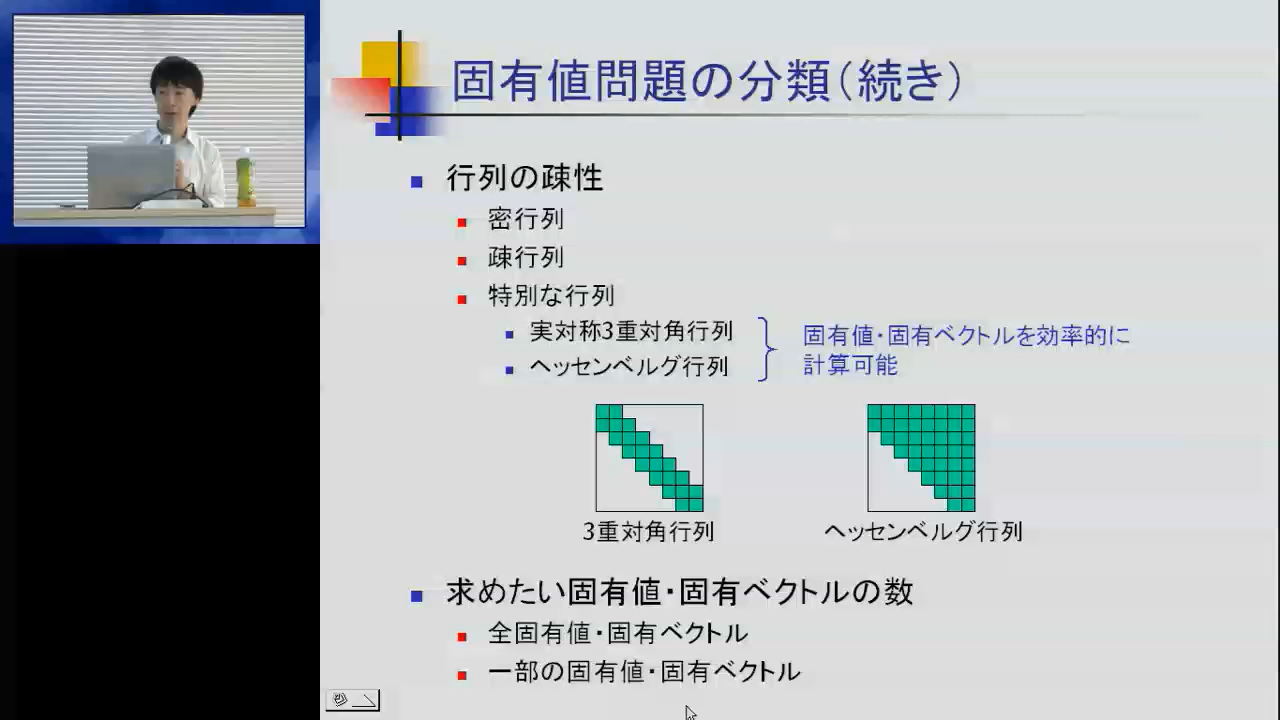 固有値問題の分類（続き）
行列の疎性
密行列
疎行列
特別な行列
実対称3重対角行列
ヘッセンベルグ行列
固有値・固有ベクトルを効率的に
計算可能
3重対角行列
ヘッセンベルグ行列
求めたい固有値・固有ベクトルの数
全固有値・固有ベクトル
一部の固有値・固有ベクトル